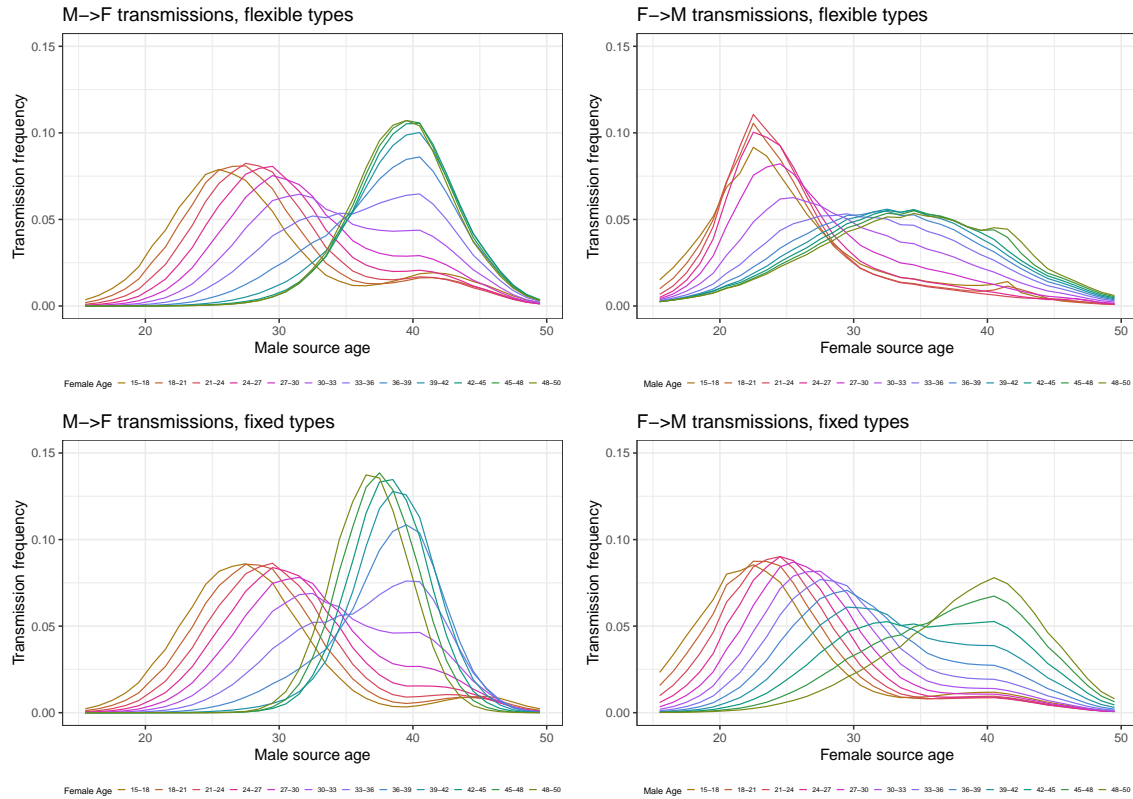 M−>F transmissions, flexible types
Transmission frequency
0.15
0.10
0.05
0.00
20 30 40 50
Male source age
Female Age 15−18 18−21 21−24 24−27 27−30 30−33 33−36 36−39 39−42 42−45 45−48 48−50
F−>M transmissions, flexible types
Transmission frequency
0.15
0.10
0.05
0.00
20 30 40 50
Female source age
Male Age 15−18 18−21 21−24 24−27 27−30 30−33 33−36 36−39 39−42 42−45 45−48 48−50
M−>F transmissions, fixed types
Transmission frequency
0.15
0.10
0.05
0.00
20 30 40 50
Male source age
Female Age 15−18 18−21 21−24 24−27 27−30 30−33 33−36 36−39 39−42 42−45 45−48 48−50
F−>M transmissions, fixed types
Transmission frequency
0.15
0.10
0.05
0.00
20 30 40 50
Female source age
Male Age 15−18 18−21 21−24 24−27 27−30 30−33 33−36 36−39 39−42 42−45 45−48 48−50